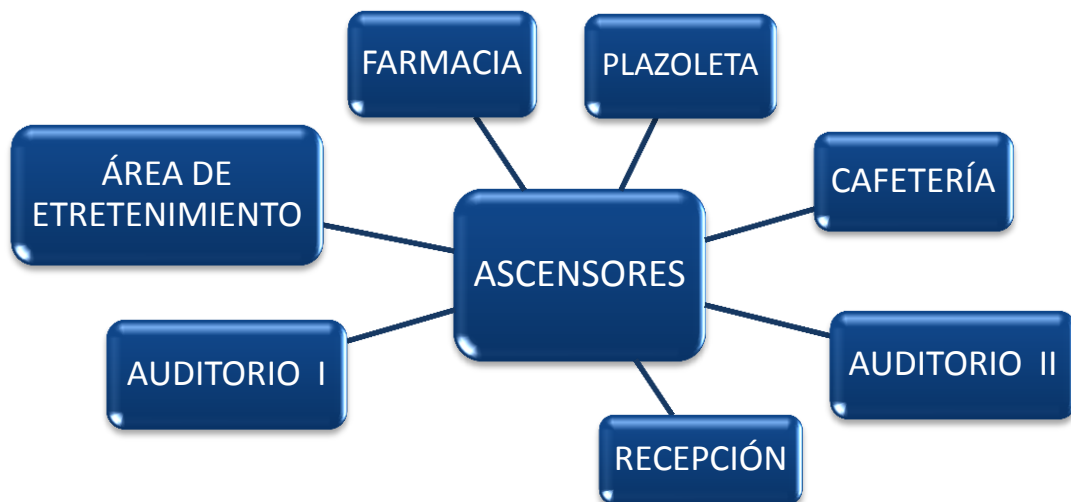 FARMACIA
PLAZOLETA
ÁREA DE
ETRETENIMIENTO
CAFETERÍA
ASCENSORES
AUDITORIO I
AUDITORIO II
RECEPCIÓN